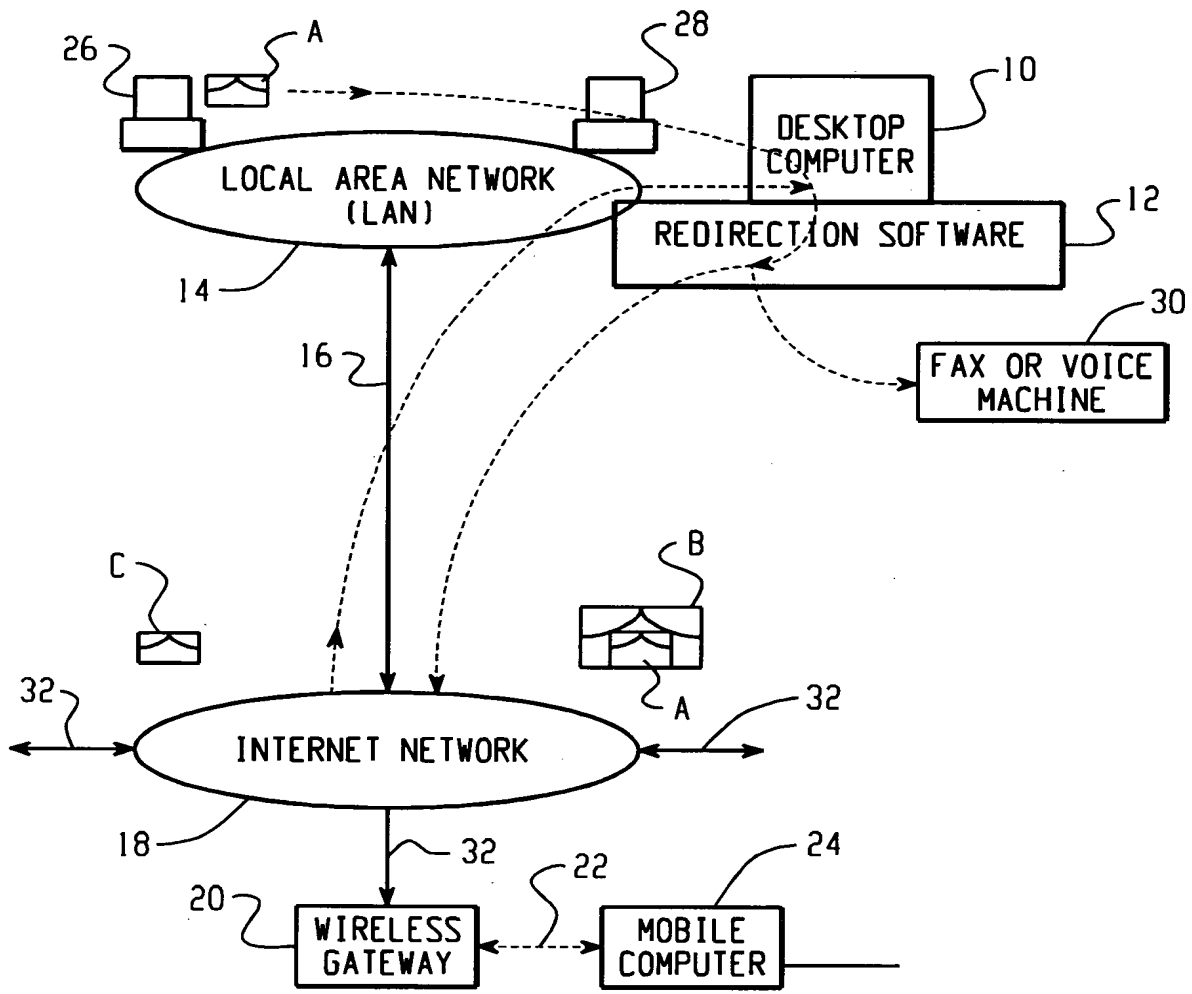 26
A
28
10
DESKTOP
COMPUTER
LOCAL AREA NETWORK
(LAN)
12
REDIRECTION SOFTWARE
14
30
16
FAX OR VOICE
MACHINE
B
C
32
A
32
INTERNET NETWORK
18
32
24
22
20
WIRELESS
GATEWAY
MOBILE
COMPUTER